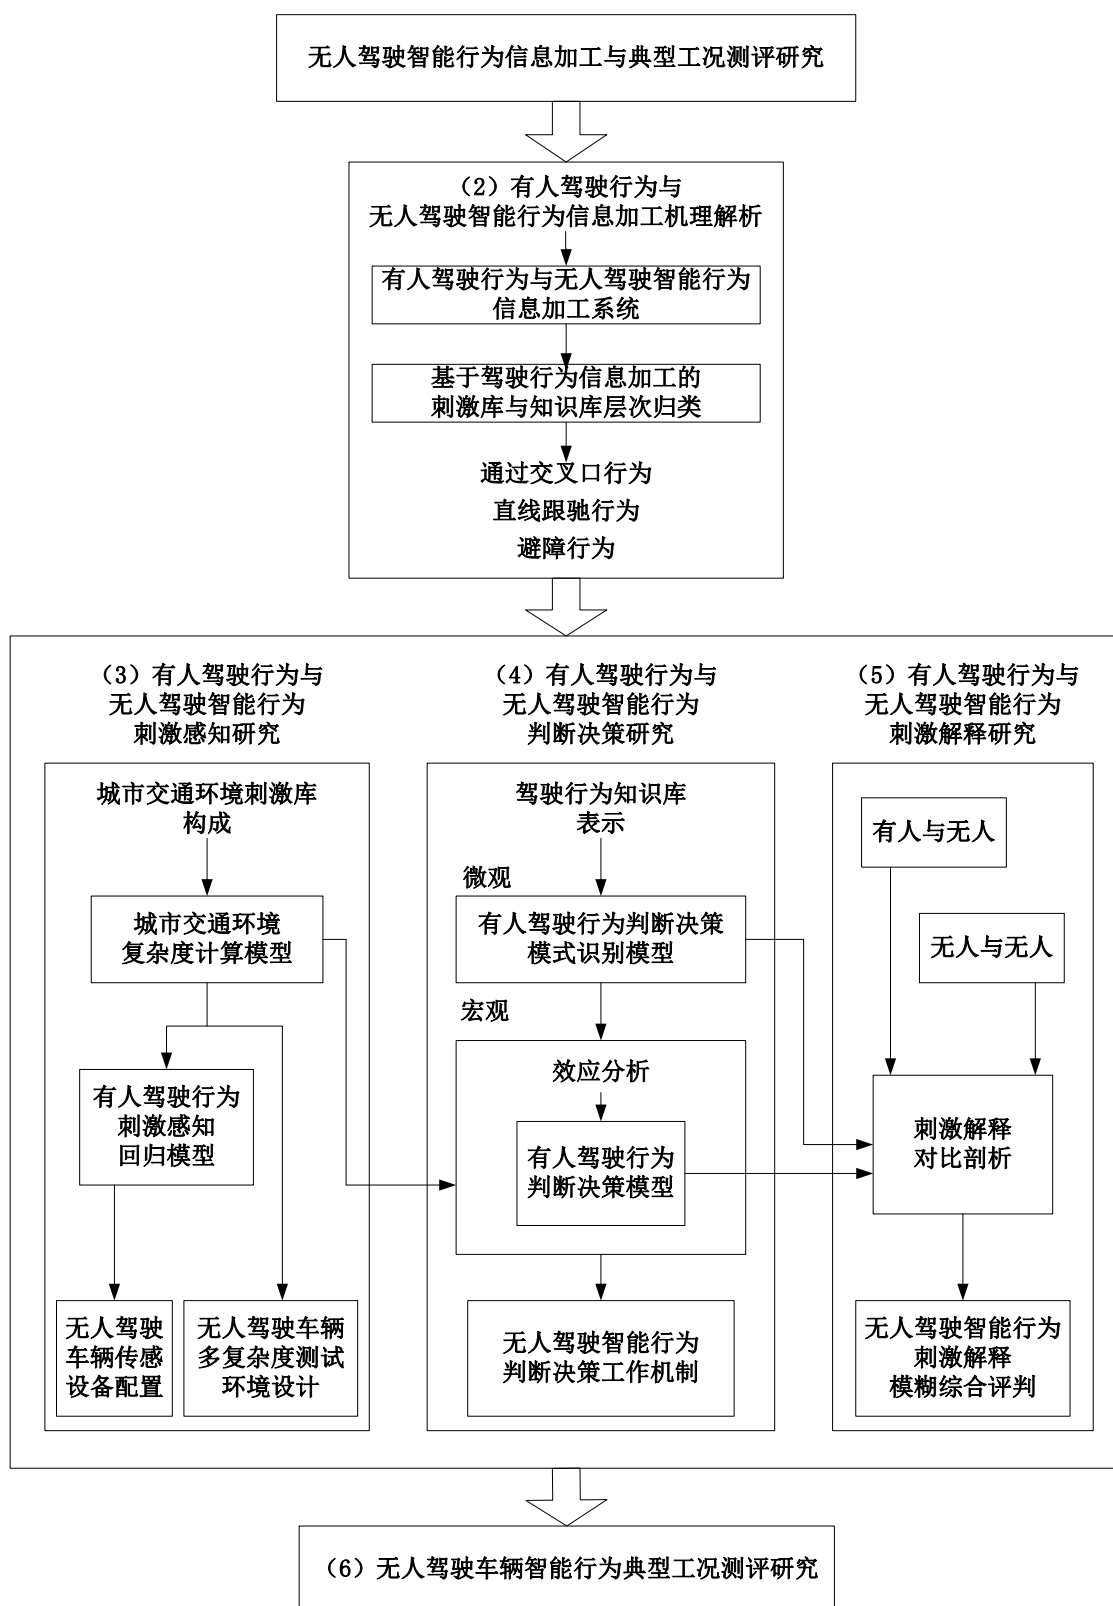 无人驾驶智能行为信息加工与典型工况测评研究
（2）有人驾驶行为与
无人驾驶智能行为信息加工机理解析
有人驾驶行为与无人驾驶智能行为
信息加工系统
基于驾驶行为信息加工的
刺激库与知识库层次归类
通过交叉口行为
直线跟驰行为
避障行为
（3）有人驾驶行为与
无人驾驶智能行为
刺激感知研究
城市交通环境刺激库
构成
城市交通环境
复杂度计算模型
有人驾驶行为
刺激感知
回归模型
无人驾驶
车辆传感
设备配置
无人驾驶车辆
多复杂度测试
环境设计
（4）有人驾驶行为与
无人驾驶智能行为
判断决策研究
驾驶行为知识库
表示
微观
有人驾驶行为判断决策
模式识别模型
宏观
效应分析
有人驾驶行为
判断决策模型
无人驾驶智能行为
判断决策工作机制
（5）有人驾驶行为与
无人驾驶智能行为
刺激解释研究
有人与无人
无人与无人
刺激解释
对比剖析
无人驾驶智能行为
刺激解释
模糊综合评判
（6）无人驾驶车辆智能行为典型工况测评研究